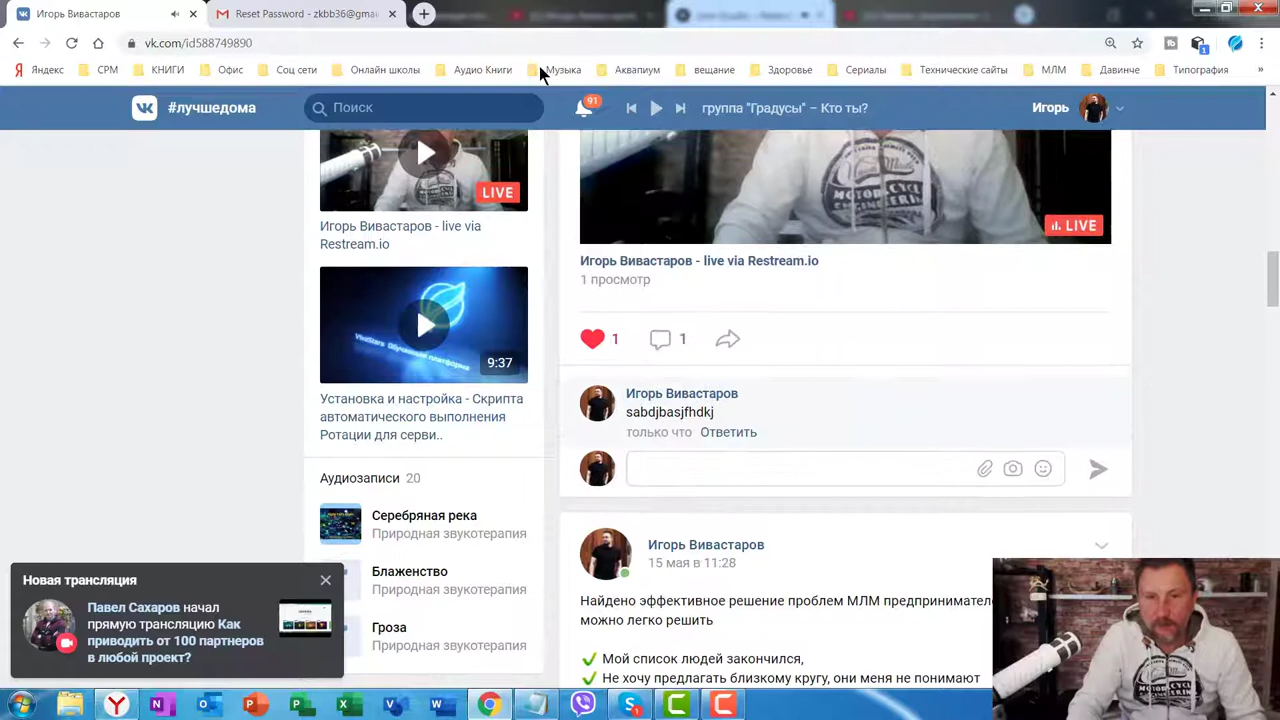 Игорь Вивастаров
Reset Password - zkbb36@gmai
vk.com/id588749890
Яндекс СРМ КНИГИ Офис Соц сети Онлайн школы Аудио Книги Музыка Аквапиум вещание Здоровье Сериалы Технические сайты МЛМ Давинче Типография »
#лучшедома Поиск 91 группа "Градусы" – Кто ты? Игорь
LIVE
Игорь Вивастаров - live via
Restream.io
9:37
Установка и настройка - Скрипта
автоматического выполнения
Ротации для серви..
Аудиозаписи 20
Серебряная река
Природная звукотерапия
Блаженство
Природная звукотерапия
Гроза
Природная звукотерапия
MOTORCYCLE
ENGINEERING
LIVE
Игорь Вивастаров - live via Restream.io
1 просмотр
1 1
Игорь Вивастаров
sabdjbasjfhdkj
только что Ответить
Игорь Вивастаров
15 мая в 11:28
Найдено эффективное решение проблем МЛМ предпринимател
можно легко решить
Мой список людей закончился,
Не хочу предлагать близкому кругу, они меня не понимают
Новая трансляция
Павел Сахаров начал
прямую трансляцию Как
приводить от 100 партнеров
в любой проект?
MOTORCYCLE